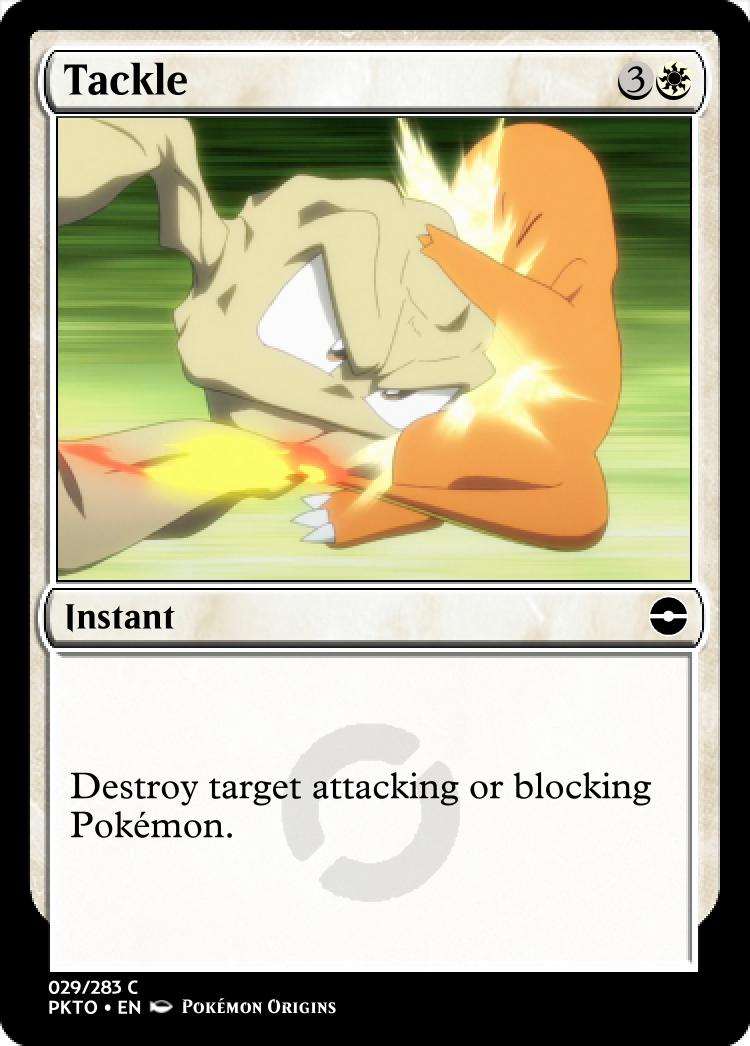 Tackle 3
Instant
Destroy target attacking or blocking
Pokémon.
029/283 C
PKTO • EN Pokémon Origins